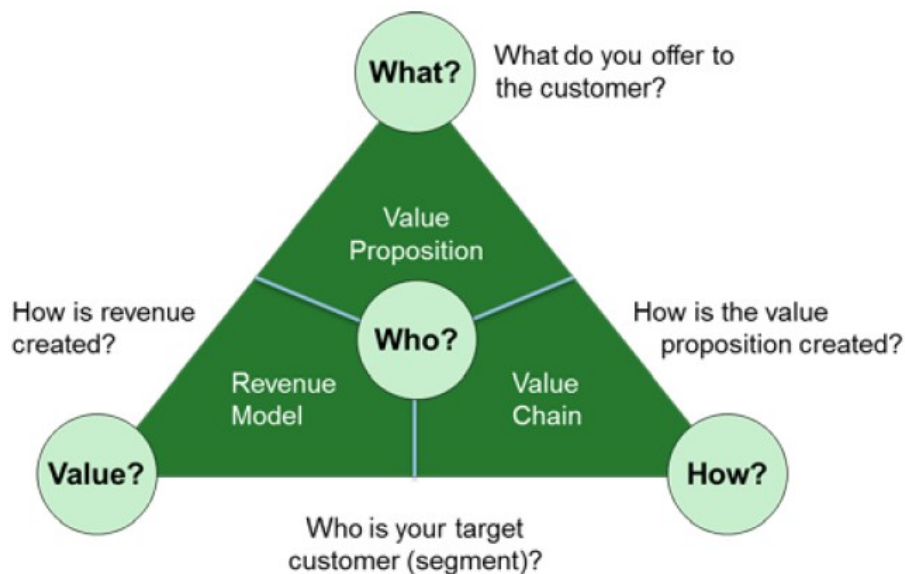 What?
What do you offer to
the customer?
Value
Proposition
How is revenue
created?
Who?
How is the value
proposition created?
Revenue
Model
Value
Chain
Value?
How?
Who is your target
customer (segment)?